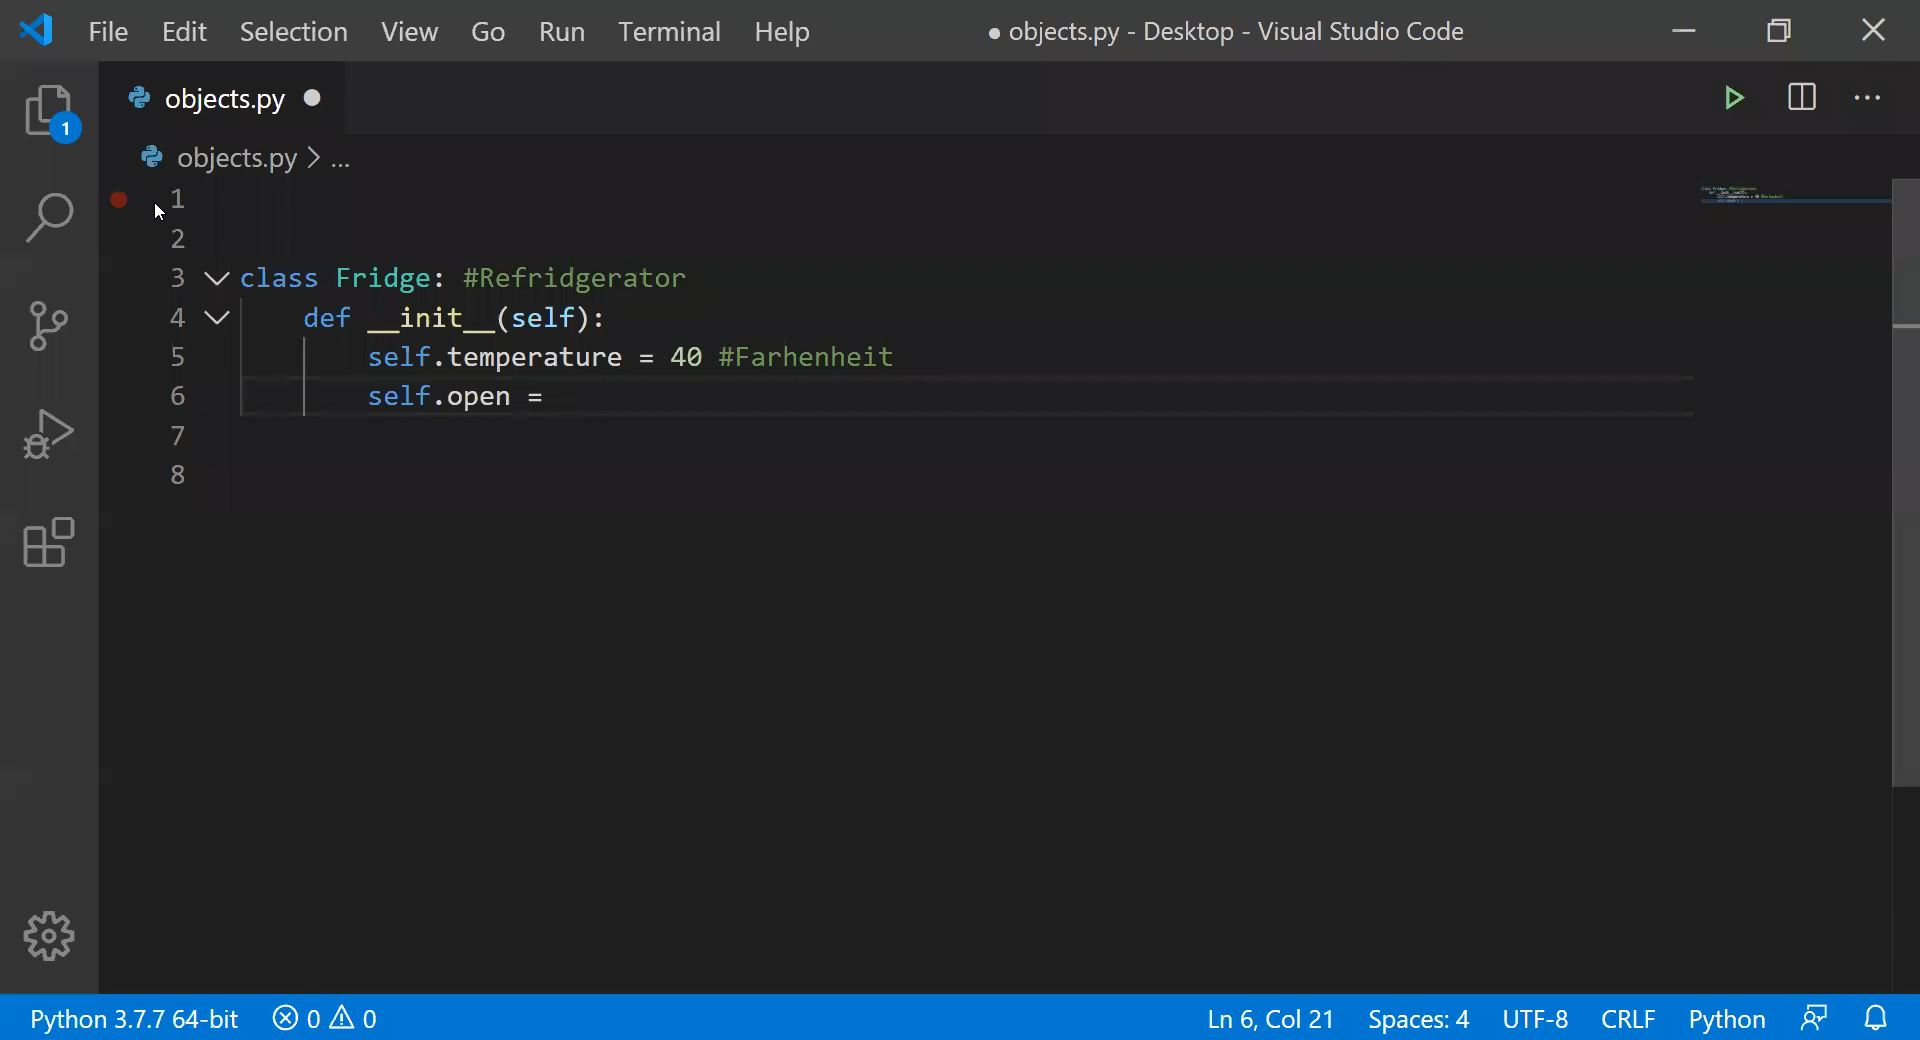 File Edit Selection View Go Run Terminal Help ● objects.py - Desktop - Visual Studio Code
objects.py
1
objects.py > ...
1
2
3 class Fridge: #Refridgerator
4 def __init__(self):
5 self.temperature = 40 #Farhenheit
6 self.open =
7
8
Python 3.7.7 64-bit 0 0 Ln 6, Col 21 Spaces: 4 UTF-8 CRLF Python